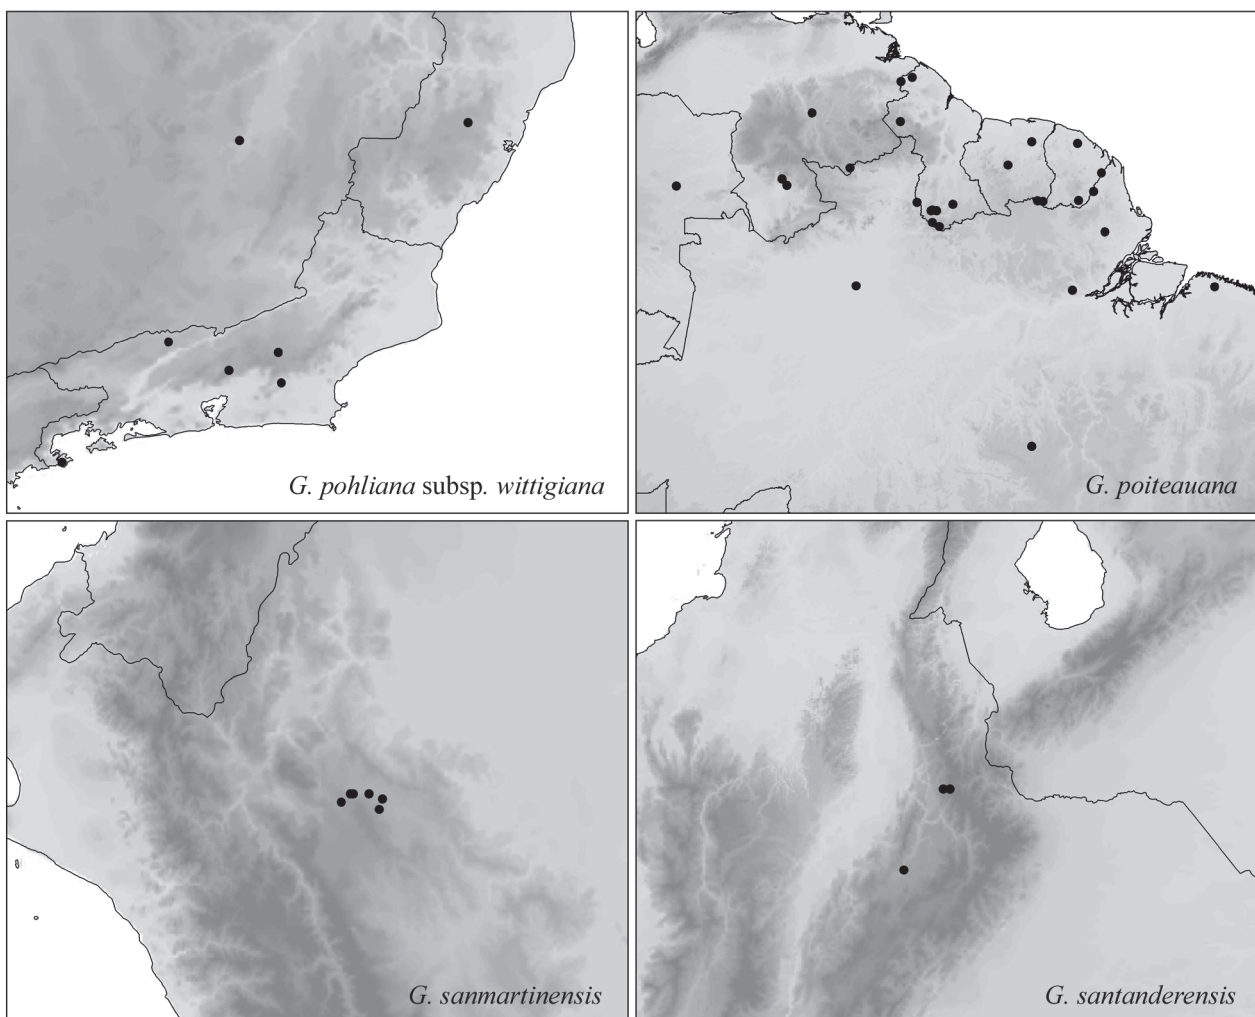 G. pohliana subsp. wittigiana
G. poiteauana
G. sanmartinensis
G. santanderensis